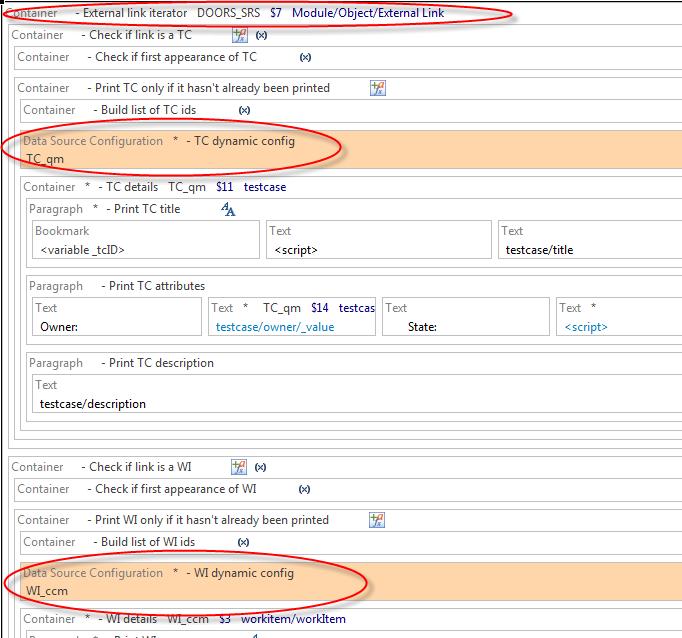 Container - External link iterator DOORS_SRS $7 Module/Object/External Link
Container - Check if link is a TC (x)
Container - Check if first appearance of TC (x)
Container - Print TC only if it hasn't already been printed
Container - Build list of TC ids (x)
Data Source Configuration * - TC dynamic config
TC_qm
Container * - TC details TC_qm $11 testcase
Paragraph * - Print TC title
Bookmark Text Text
<variable _tcID> <script> testcase/title
Paragraph - Print TC attributes
Text Text * TC_qm $14 testcas Text Text *
Owner: testcase/owner/_value State: <script>
Paragraph - Print TC description
Text
testcase/description
Container - Check if link is a WI (x)
Container - Check if first appearance of WI (x)
Container - Print WI only if it hasn't already been printed
Container - Build list of WI ids (x)
Data Source Configuration * - WI dynamic config
WI_ccm
Container * - WI details WI_ccm $3 workitem/workItem